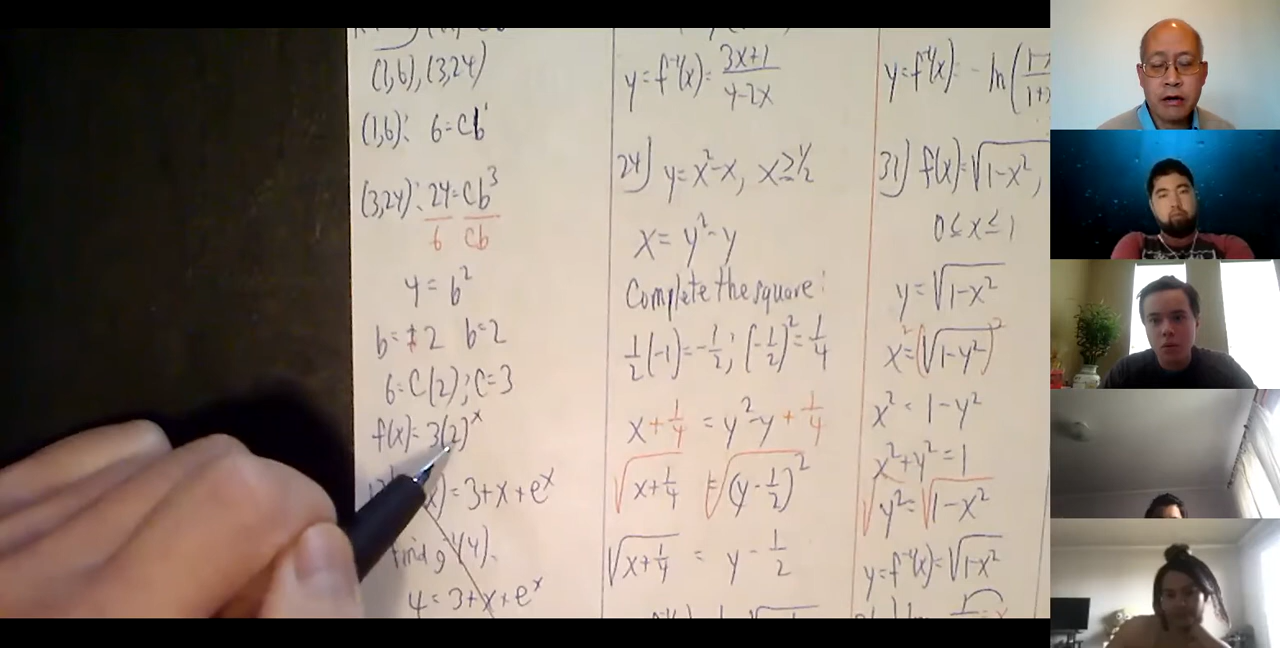 (1,6), (3,24)
(1,6): 6=Cb¹
(3,24): 24=Cb³
6 Cb
4 = b²
b=±2 b=2
6=C(2); C=3
f(x)=3(2)ˣ
x)=3+x+eˣ
find g⁻¹(4).
4=3+x+eˣ
y=f⁻¹(x)= 3x+1
4-2x
24) y=x²-x, x≥1/2
x= y²-y
Complete the square:
1/2(-1)=-1/2; (-1/2)²=1/4
x+1/4 = y²-y+1/4
√x+1/4 = √(y-1/2)²
√x+1/4 = y-1/2
y=f⁻¹(x)= -ln(
31) f(x)=√1-x²,
0≤x≤1
y=√1-x²
x²=(√1-y²)²
x²=1-y²
x²+y²=1
√y²=√1-x²
y=f⁻¹(x)=√1-x²